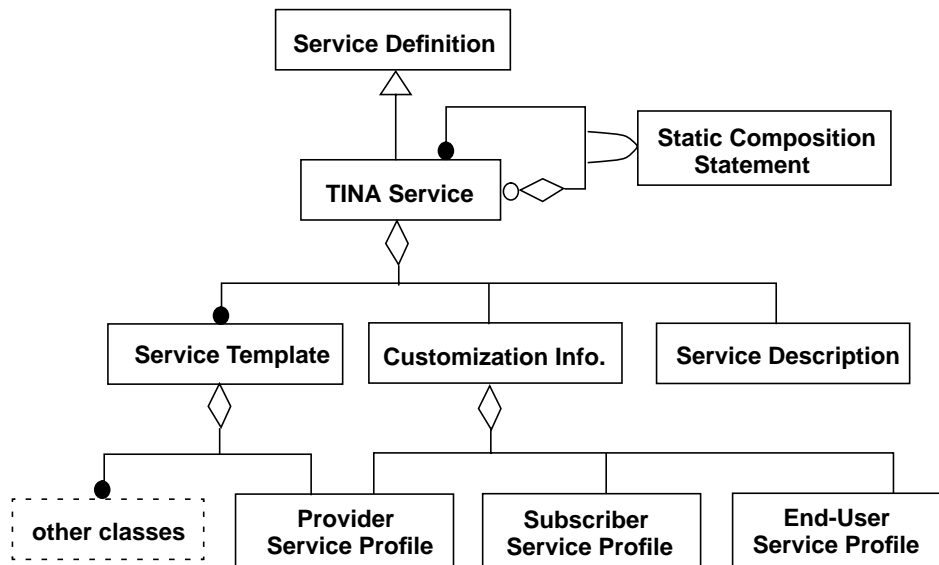 Service Definition
Static Composition
Statement
TINA Service
Service Template
Customization Info.
Service Description
other classes
Provider
Service Profile
Subscriber
Service Profile
End-User
Service Profile